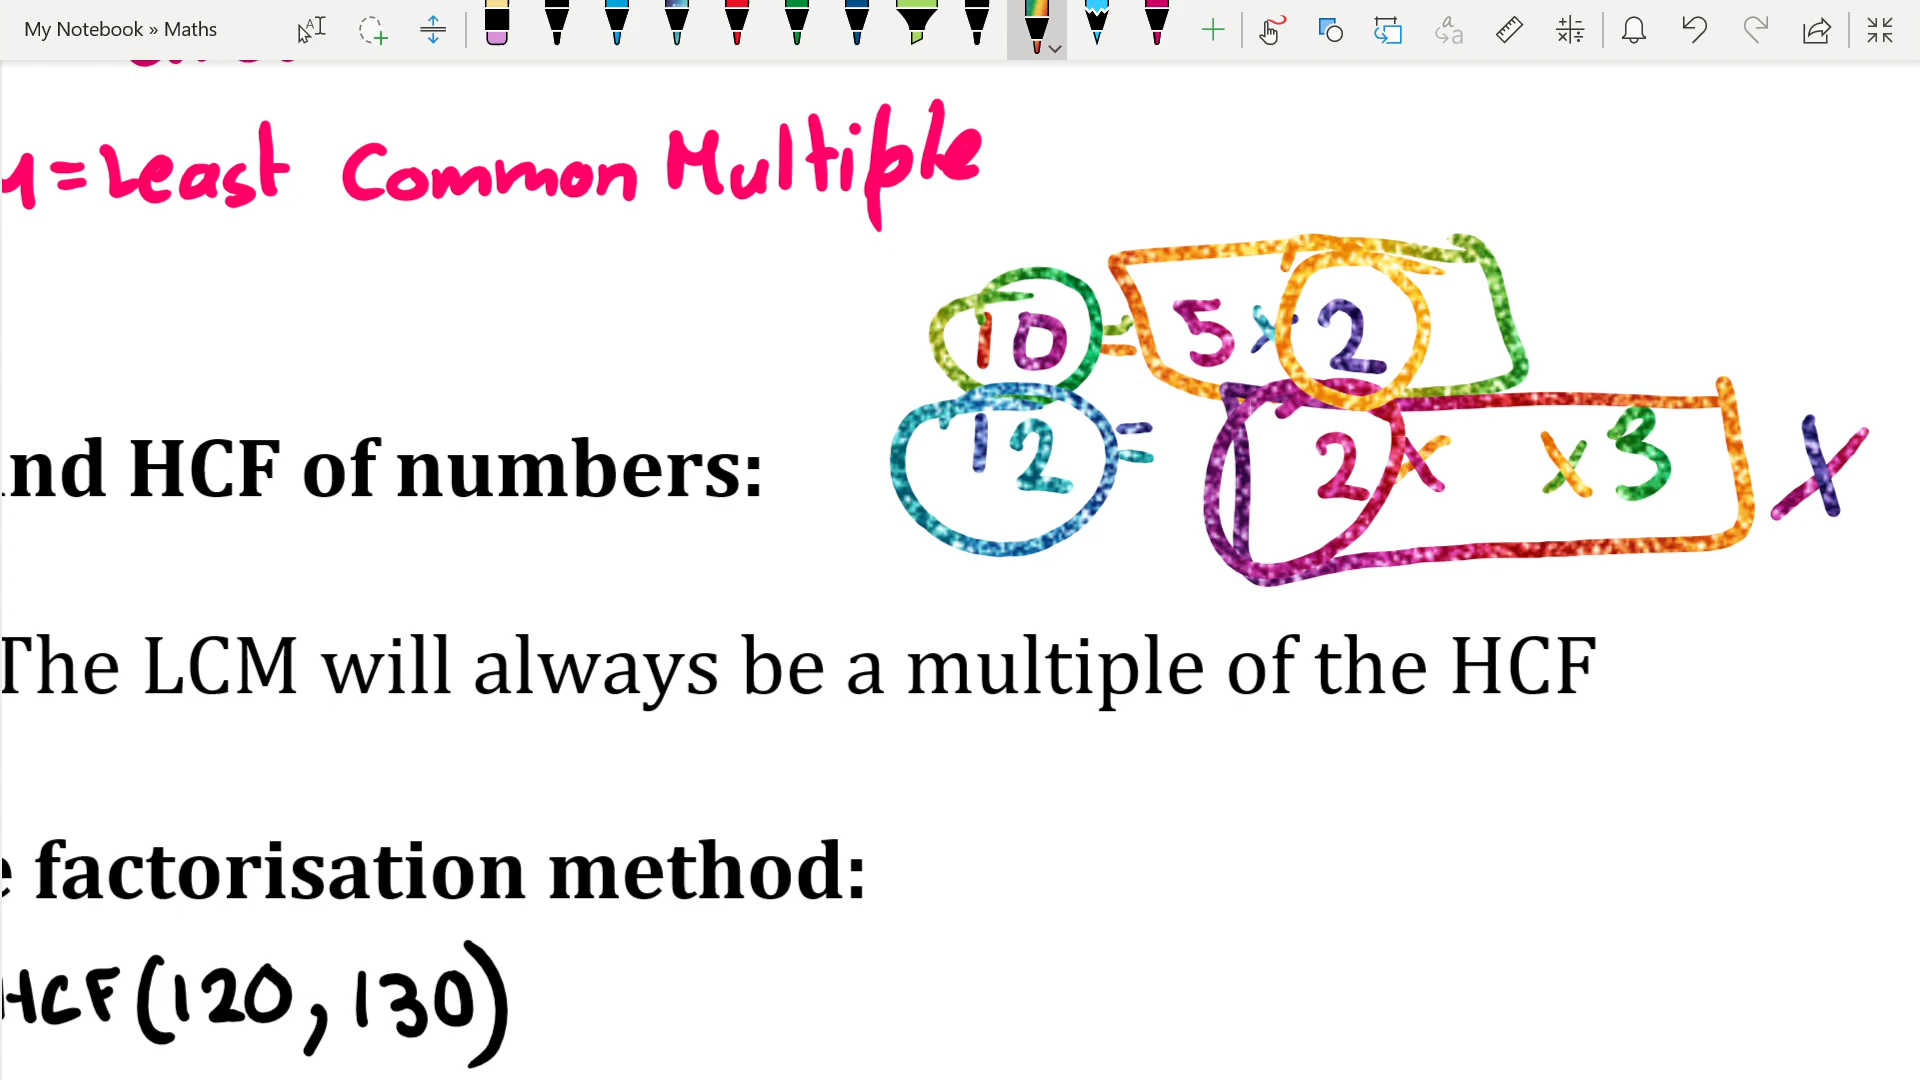 My Notebook » Maths
= Least Common Multiple
10 = 5 x 2
12 = 2 x x 3 x
nd HCF of numbers:
The LCM will always be a multiple of the HCF
e factorisation method:
HCF (120, 130)